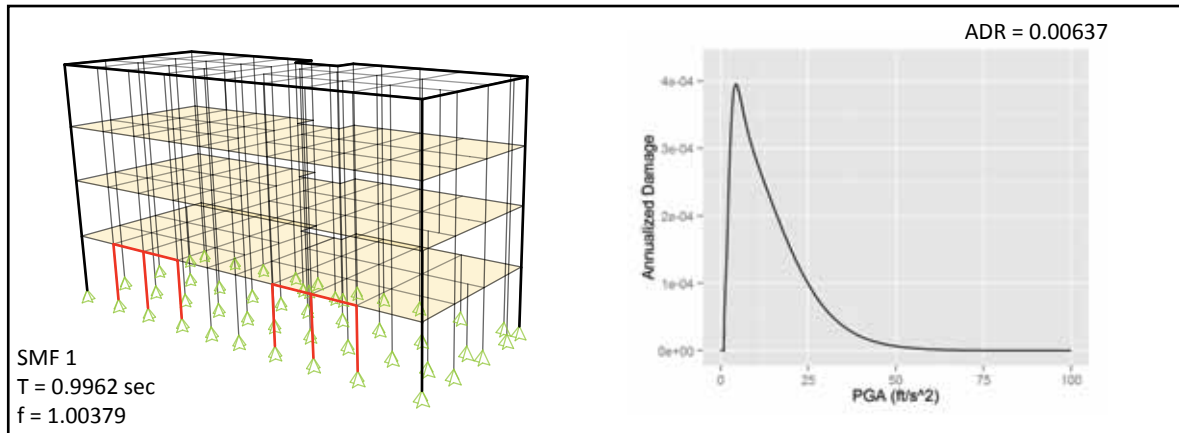 ADR = 0.00637
4e-04
3e-04
2e-04
1e-04
0e+00
Annualized Damage
0
25
50
75
100
PGA (ft/s^2)
SMF 1
T = 0.9962 sec
f = 1.00379